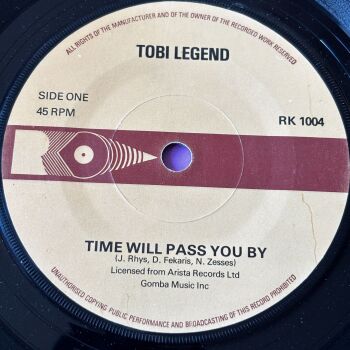 ALL RIGHTS OF THE MANUFACTURER AND OF THE OWNER OF THE RECORDED WORK RESERVED
TOBI LEGEND
SIDE ONE
45 RPM
RK 1004
TIME WILL PASS YOU BY
(J. Rhys, D. Fekaris, N. Zesses)
Licensed from Arista Records Ltd
Gomba Music Inc
UNAUTHORISED COPYING PUBLIC PERFORMANCE AND BROADCASTING OF THIS RECORD PROHIBITED